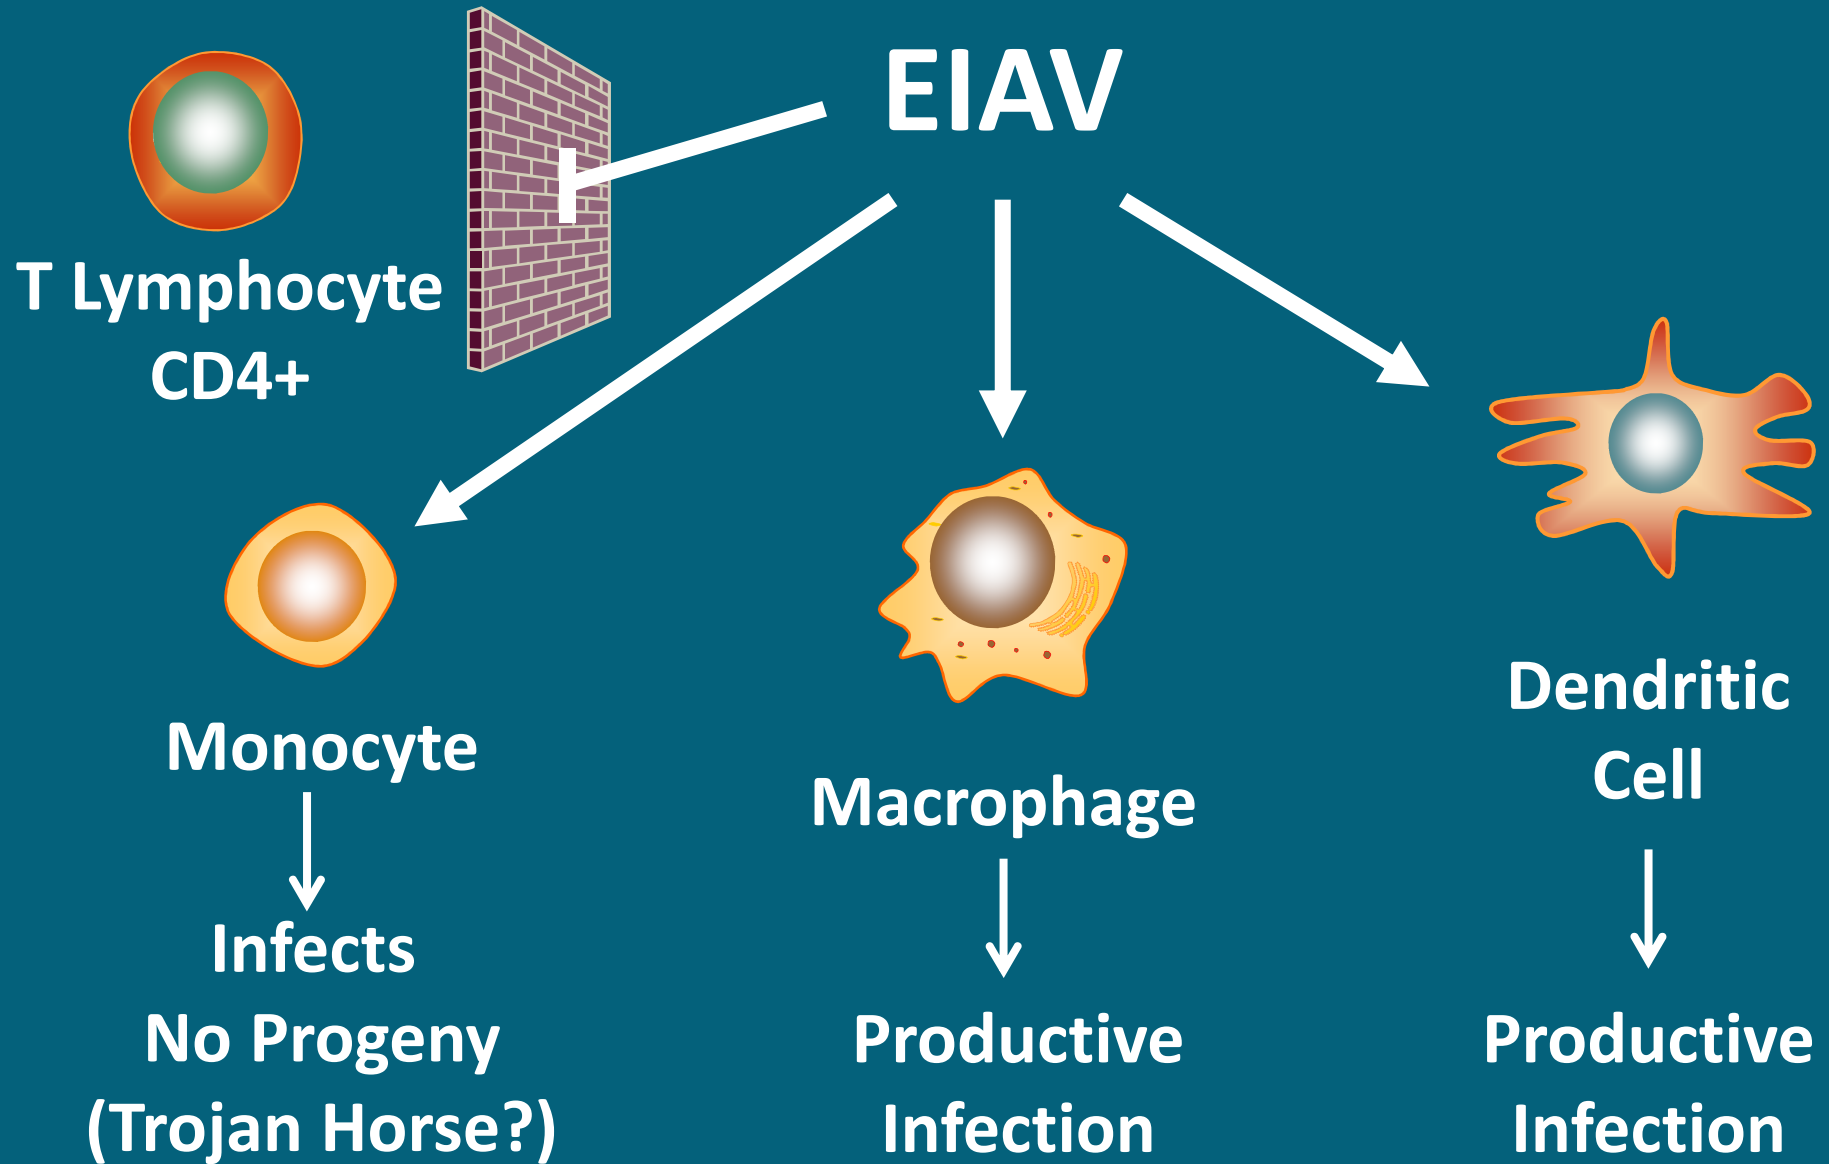 EIAV
T Lymphocyte
CD4+
Monocyte
Infects
No Progeny
(Trojan Horse?)
Macrophage
Productive
Infection
Dendritic
Cell
Productive
Infection